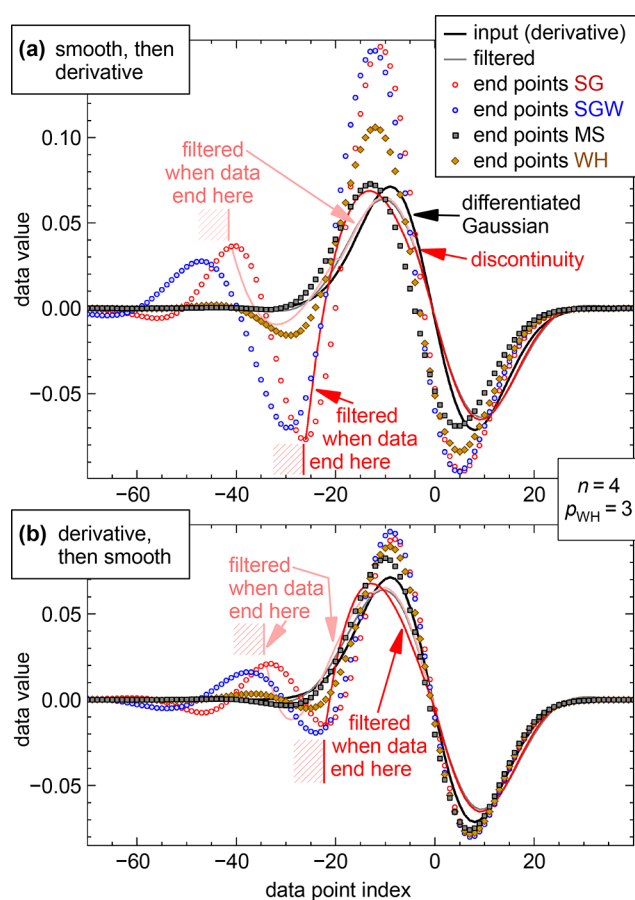 (a) smooth, then
derivative
input (derivative)
filtered
end points SG
end points SGW
end points MS
end points WH
filtered
when data
end here
differentiated
Gaussian
discontinuity
filtered
when data
end here
data value
0.10
0.05
0.00
−0.05
−60 −40 −20 0 20
n = 4
pWH = 3
(b) derivative,
then smooth
filtered
when data
end here
filtered
when data
end here
data value
0.05
0.00
−0.05
−60 −40 −20 0 20
data point index